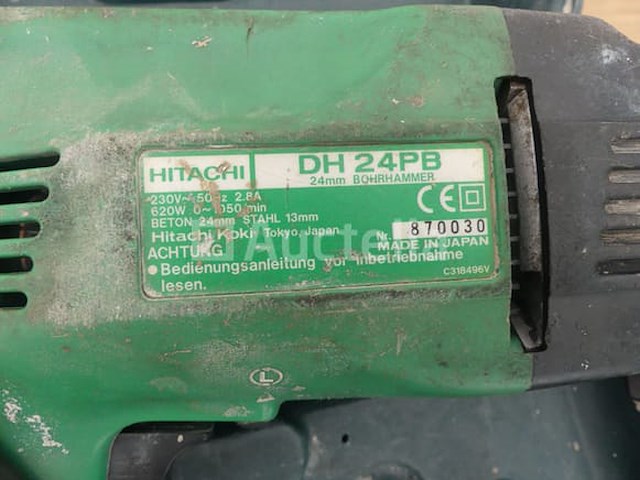 HITACHI
DH 24PB
24mm BOHRHAMMER
230V~ 50Hz 2.8A
620W 0~1050/min
BETON 24mm STAHL 13mm
Hitachi Koki Tokyo, Japan
Nr. 870030
ACHTUNG
MADE IN JAPAN
• Bedienungsanleitung vor Inbetriebnahme
lesen.
C318496V
CE
L